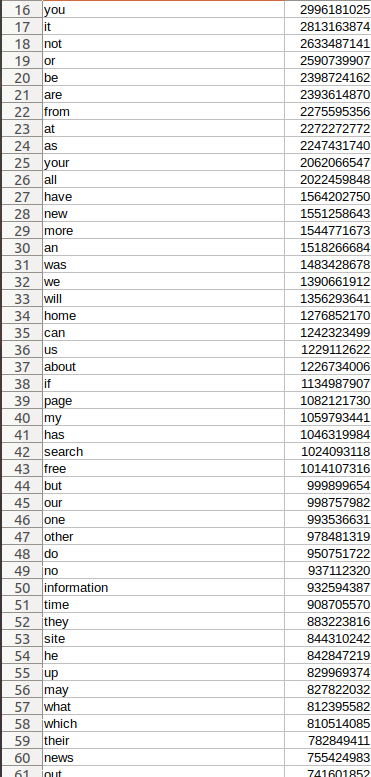 16 you 2996181025
17 it 2813163874
18 not 2633487141
19 or 2590739907
20 be 2398724162
21 are 2393614870
22 from 2275595356
23 at 2272272772
24 as 2247431740
25 your 2062066547
26 all 2022459848
27 have 1564202750
28 new 1551258643
29 more 1544771673
30 an 1518266684
31 was 1483428678
32 we 1390661912
33 will 1356293641
34 home 1276852170
35 can 1242323499
36 us 1229112622
37 about 1226734006
38 if 1134987907
39 page 1082121730
40 my 1059793441
41 has 1046319984
42 search 1024093118
43 free 1014107316
44 but 999899654
45 our 998757982
46 one 993536631
47 other 978481319
48 do 950751722
49 no 937112320
50 information 932594387
51 time 908705570
52 they 883223816
53 site 844310242
54 he 842847219
55 up 829969374
56 may 827822032
57 what 812395582
58 which 810514085
59 their 782849411
60 news 755424983
61 out 741601852